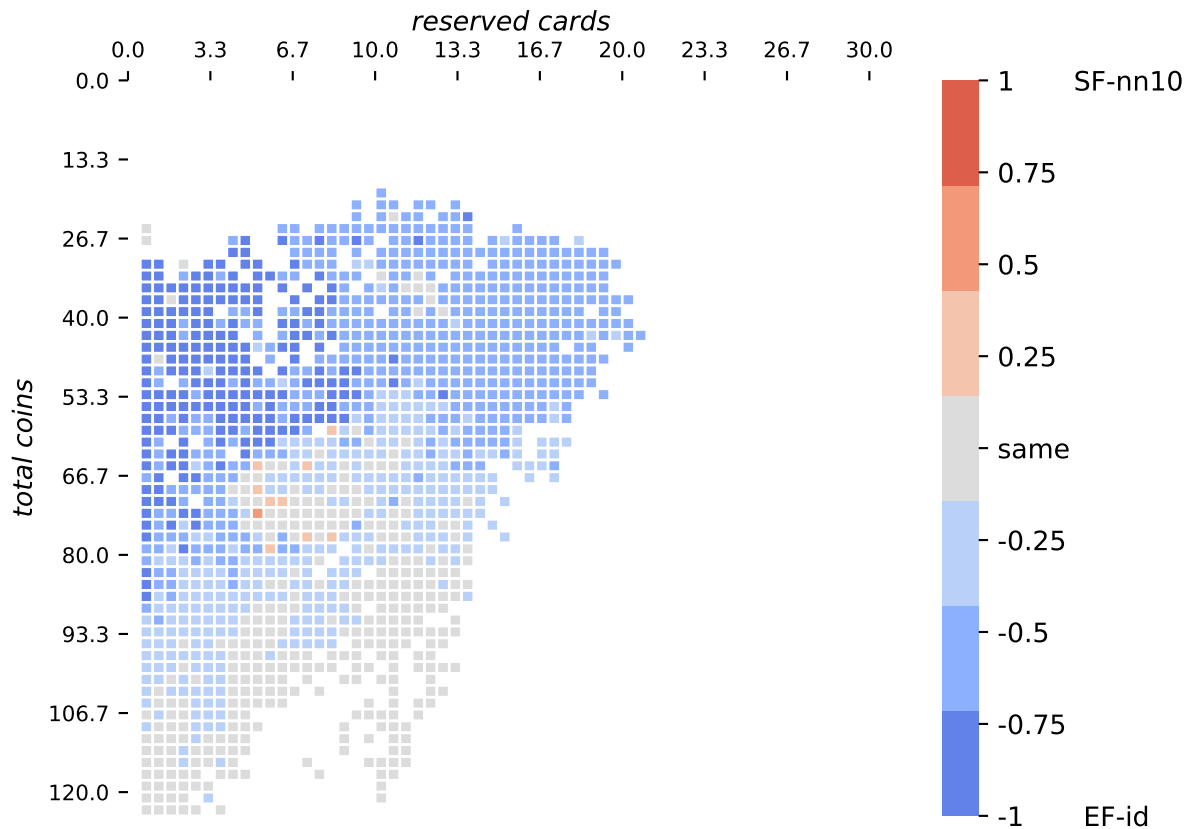 reserved cards
0.0 3.3 6.7 10.0 13.3 16.7 20.0 23.3 26.7 30.0
total coins
0.0
13.3
26.7
40.0
53.3
66.7
80.0
93.3
106.7
120.0
1 SF-nn10
0.75
0.5
0.25
same
-0.25
-0.5
-0.75
-1 EF-id